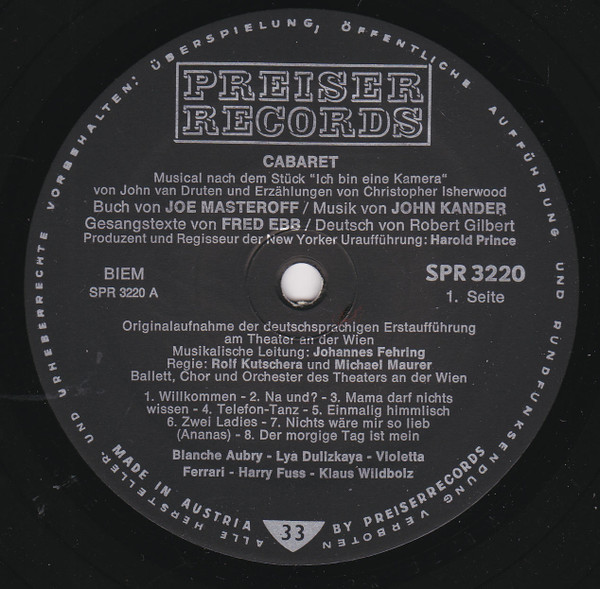 PREISER
RECORDS
CABARET
Musical nach dem Stück "Ich bin eine Kamera"
von John van Druten und Erzählungen von Christopher Isherwood
Buch von JOE MASTEROFF / Musik von JOHN KANDER
Gesangstexte von FRED EBB / Deutsch von Robert Gilbert
Produzent und Regisseur der New Yorker Uraufführung: Harold Prince
BIEM
SPR 3220 A
SPR 3220
1. Seite
Originalaufnahme der deutschsprachigen Erstaufführung
am Theater an der Wien
Musikalische Leitung: Johannes Fehring
Regie: Rolf Kutschera und Michael Maurer
Ballett, Chor und Orchester des Theaters an der Wien
1. Willkommen - 2. Na und? - 3. Mama darf nichts
wissen - 4. Telefon-Tanz - 5. Einmalig himmlisch
6. Zwei Ladies - 7. Nichts wäre mir so lieb
(Ananas) - 8. Der morgige Tag ist mein
Blanche Aubry - Lya Dulizkaya - Violetta
Ferrari - Harry Fuss - Klaus Wildbolz
MADE IN AUSTRIA 33 BY PREISERRECORDS
ALLE HERSTELLER- UND URHEBERRECHTE VORBEHALTEN: ÜBERSPIELUNG, ÖFFENTLICHE AUFFÜHRUNG UND RUNDFUNKSENDUNG VERBOTEN